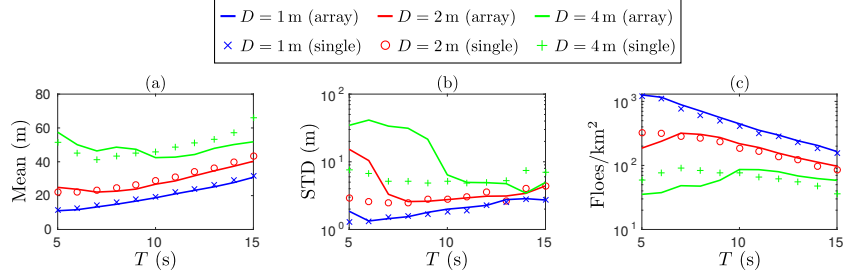 D = 1 m (array) D = 2 m (array) D = 4 m (array)
D = 1 m (single) D = 2 m (single) D = 4 m (single)
(a) (b) (c)
80 10² 10³
60
40 10¹ 10²
20
0 10⁰ 10¹
5 10 15 5 10 15 5 10 15
T (s) T (s) T (s)
Mean (m) STD (m) Floes/km²